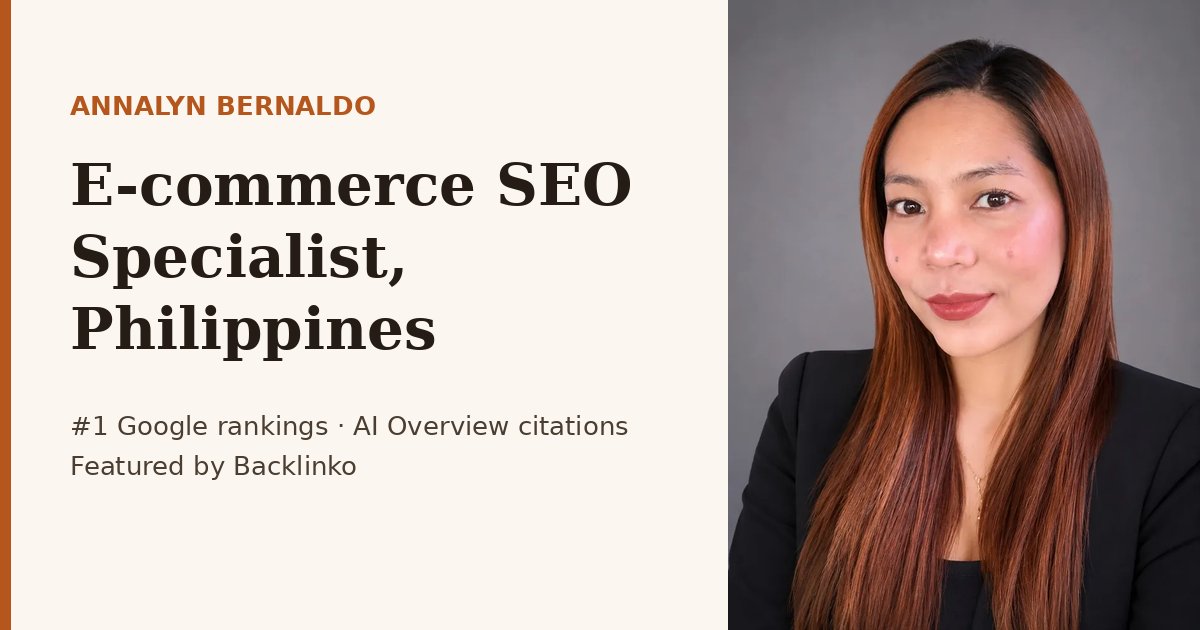 ANNALYN BERNALDO
E-commerce SEO
Specialist,
Philippines
#1 Google rankings · AI Overview citations
Featured by Backlinko